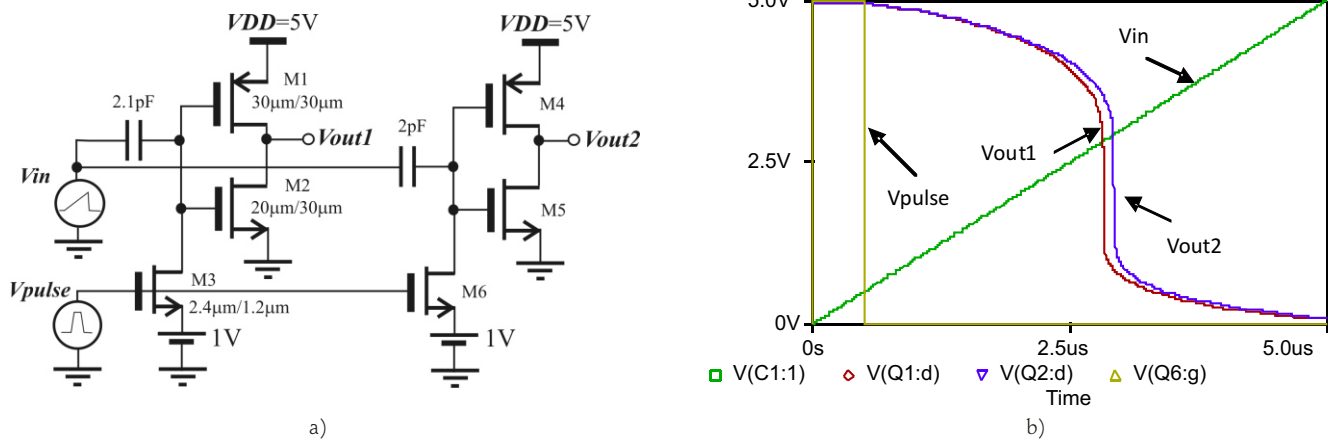 VDD=5V
VDD=5V
M1
30μm/30μm
M4
2.1pF
Vout1
2pF
Vout2
Vin
M2
20μm/30μm
M5
Vpulse
M3
2.4μm/1.2μm
M6
1V
1V
a)
5.0V
Vin
Vout1
2.5V
Vpulse
Vout2
0V
0s
2.5us
5.0us
V(C1:1)
V(Q1:d)
V(Q2:d)
V(Q6:g)
Time
b)